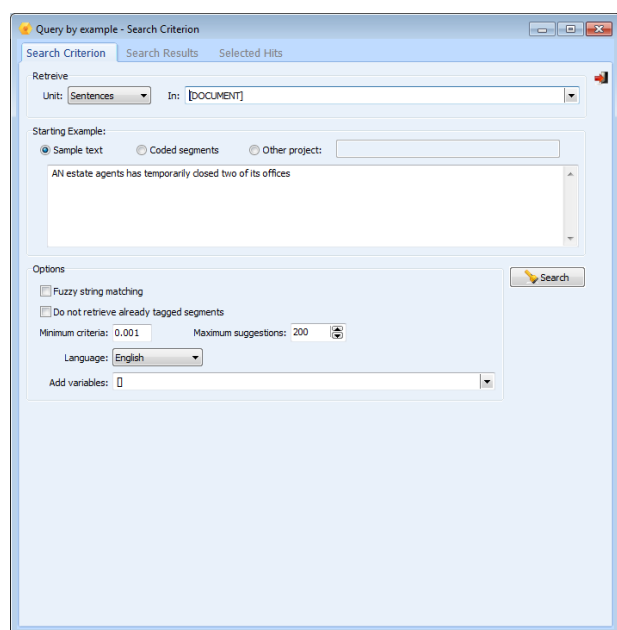 Query by example - Search Criterion
Search Criterion Search Results Selected Hits
Retreive
Unit: Sentences In: [DOCUMENT]
Starting Example:
Sample text Coded segments Other project:
AN estate agents has temporarily closed two of its offices
Options
Search
Fuzzy string matching
Do not retrieve already tagged segments
Minimum criteria: 0.001 Maximum suggestions: 200
Language: English
Add variables: []